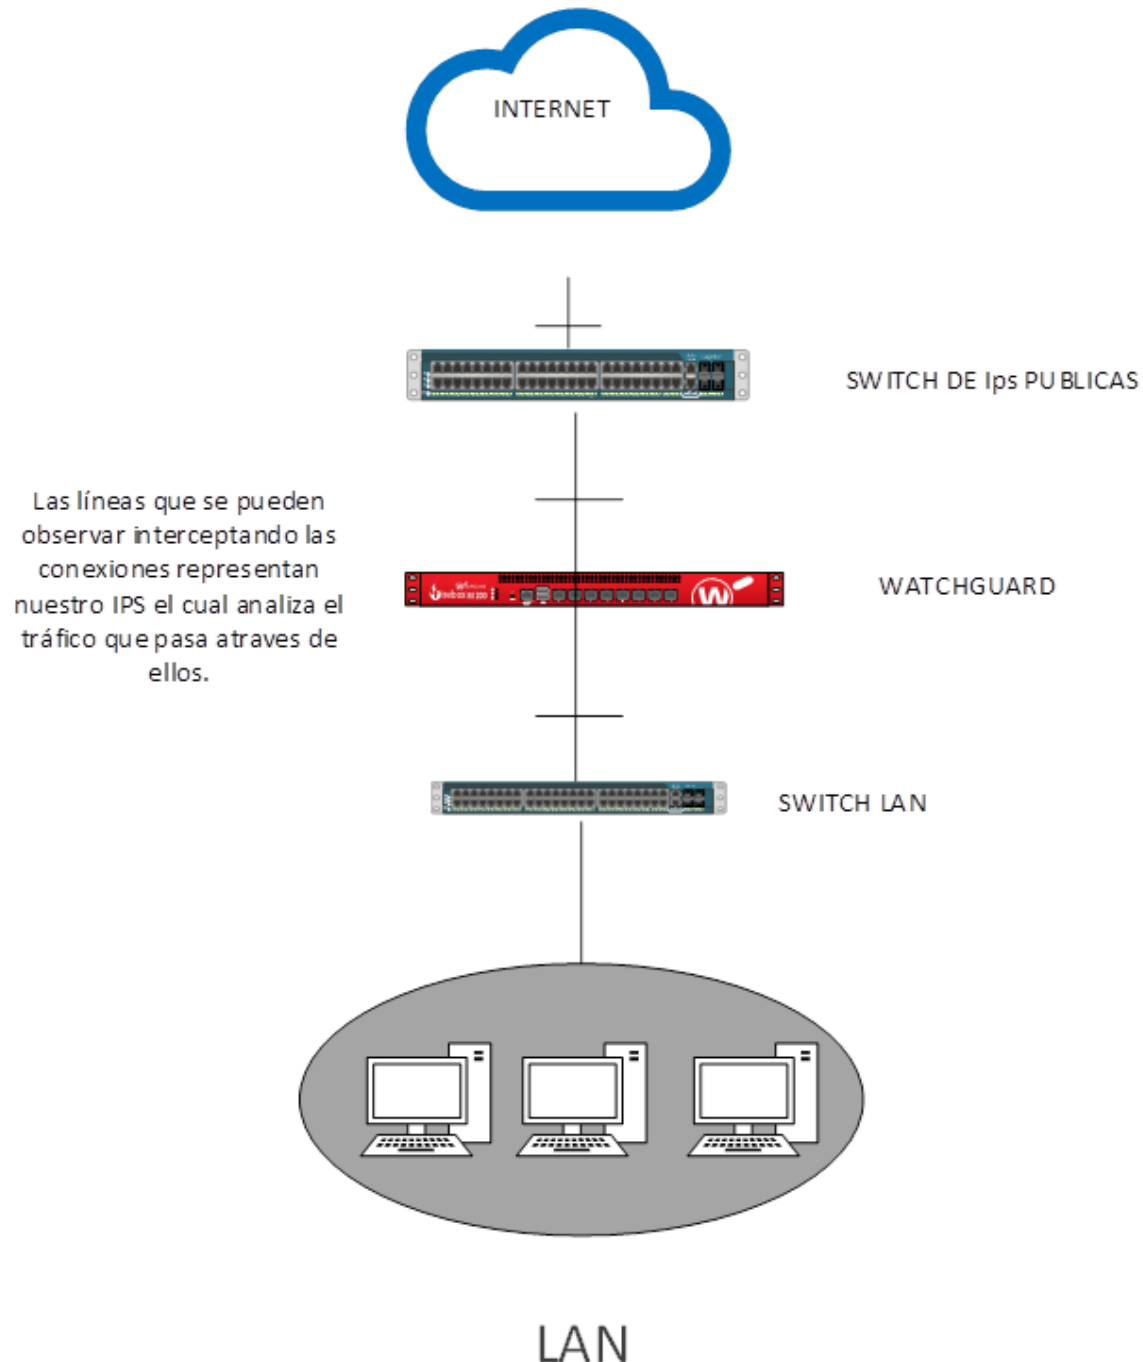 INTERNET
SWITCH DE Ips PUBLICAS
Las líneas que se pueden
observar interceptando las
conexiones representan
nuestro IPS el cual analiza el
tráfico que pasa atraves de
ellos.
WATCHGUARD
SWITCH LAN
LAN